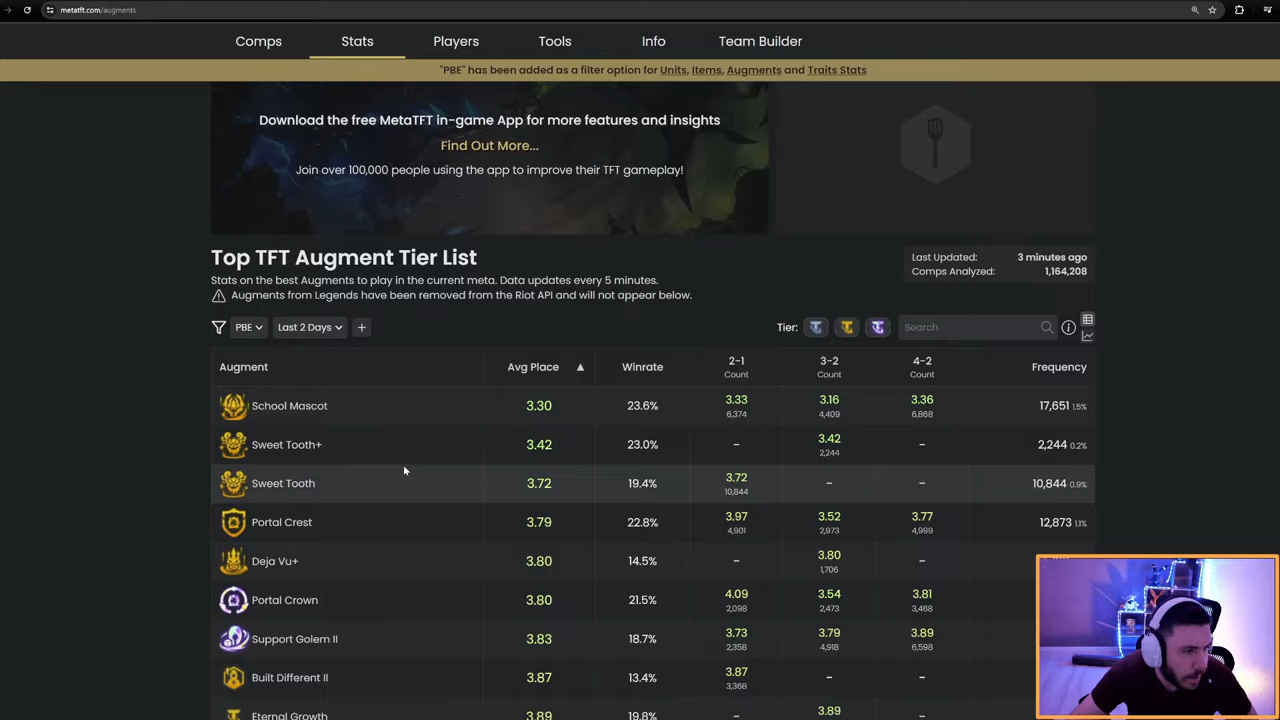 metatft.com/augments
Comps
Stats
Players
Tools
Info
Team Builder
"PBE" has been added as a filter option for Units, Items, Augments and Traits Stats
Download the free MetaTFT in-game App for more features and insights
Find Out More...
Join over 100,000 people using the app to improve their TFT gameplay!
Top TFT Augment Tier List
Stats on the best Augments to play in the current meta. Data updates every 5 minutes.
Augments from Legends have been removed from the Riot API and will not appear below.
Last Updated: 3 minutes ago
Comps Analyzed: 1,164,208
PBE
Last 2 Days
+
Tier:
Search
Augment Avg Place Winrate 2-1 Count 3-2 Count 4-2 Count Frequency
School Mascot 3.30 23.6% 3.33 6,374 3.16 4,409 3.36 6,868 17,651 1.5%
Sweet Tooth+ 3.42 23.0% – 3.42 2,244 – 2,244 0.2%
Sweet Tooth 3.72 19.4% 3.72 10,844 – – 10,844 0.9%
Portal Crest 3.79 22.8% 3.97 4,901 3.52 2,973 3.77 4,999 12,873 1.1%
Deja Vu+ 3.80 14.5% – 3.80 1,706 –
Portal Crown 3.80 21.5% 4.09 2,098 3.54 2,473 3.81 3,468
Support Golem II 3.83 18.7% 3.73 2,358 3.79 4,918 3.89 6,598
Built Different II 3.87 13.4% 3.87 3,368 – –
Eternal Growth 3.89 19.8% – 3.89 –